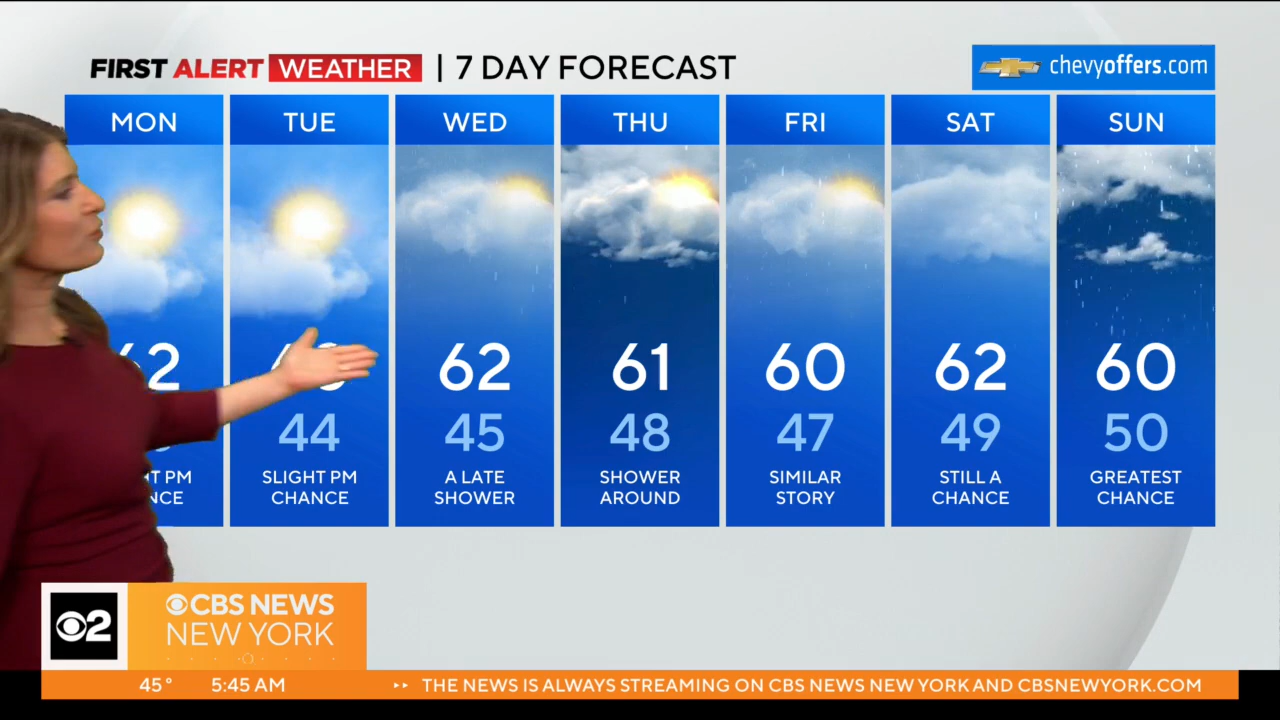 FIRST ALERT WEATHER | 7 DAY FORECAST
chevyoffers.com
MON TUE WED THU FRI SAT SUN
62 61 60 62 60
44 45 48 47 49 50
SLIGHT PM A LATE SHOWER SIMILAR STILL A GREATEST
CHANCE SHOWER AROUND STORY CHANCE CHANCE
2
CBS NEWS
NEW YORK
45° 5:45 AM THE NEWS IS ALWAYS STREAMING ON CBS NEWS NEW YORK AND CBSNEWYORK.COM